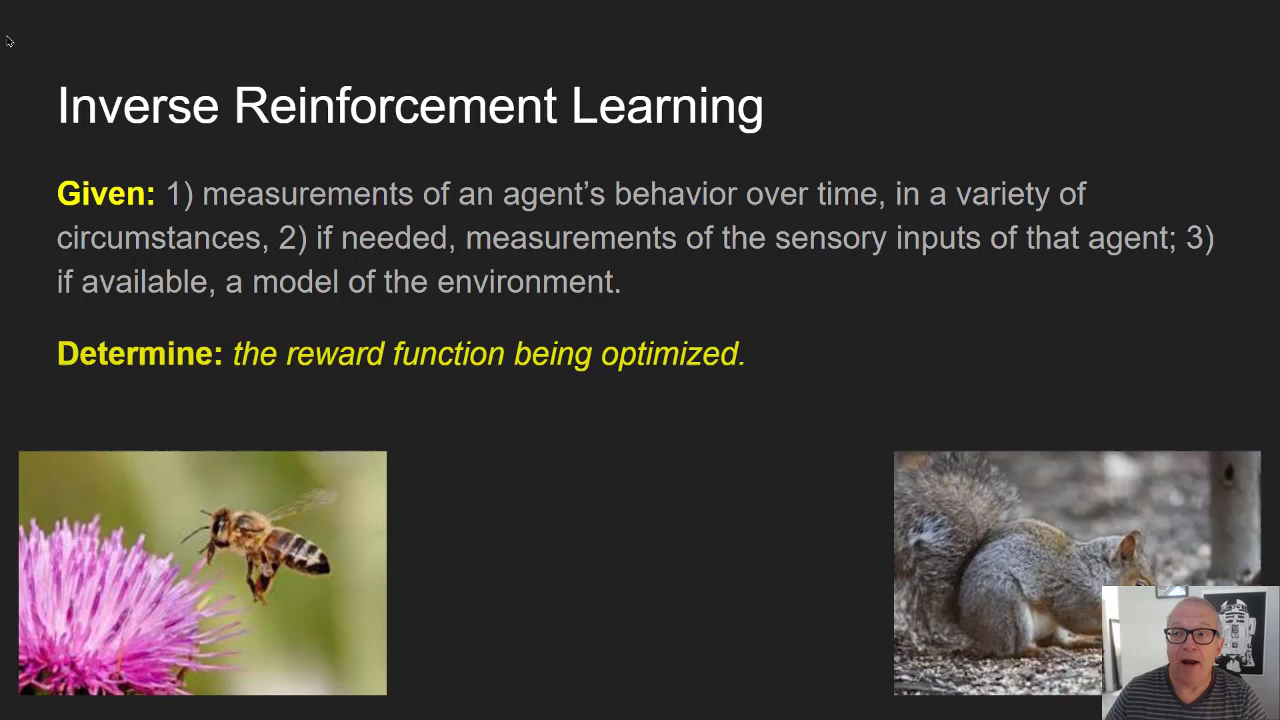 Inverse Reinforcement Learning
Given: 1) measurements of an agent’s behavior over time, in a variety of
circumstances, 2) if needed, measurements of the sensory inputs of that agent; 3)
if available, a model of the environment.
Determine: the reward function being optimized.